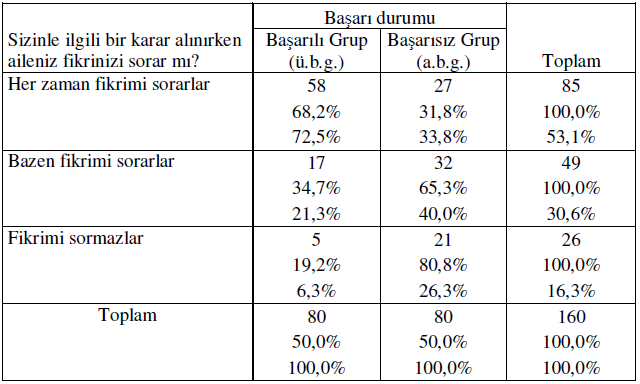 Başarı durumu
Sizinle ilgili bir karar alınırken Başarılı Grup Başarısız Grup
aileniz fikrinizi sorar mı? (ü.b.g.) (a.b.g.) Toplam
Her zaman fikrimi sorarlar 58 27 85
68,2% 31,8% 100,0%
72,5% 33,8% 53,1%
Bazen fikrimi sorarlar 17 32 49
34,7% 65,3% 100,0%
21,3% 40,0% 30,6%
Fikrimi sormazlar 5 21 26
19,2% 80,8% 100,0%
6,3% 26,3% 16,3%
Toplam 80 80 160
50,0% 50,0% 100,0%
100,0% 100,0% 100,0%